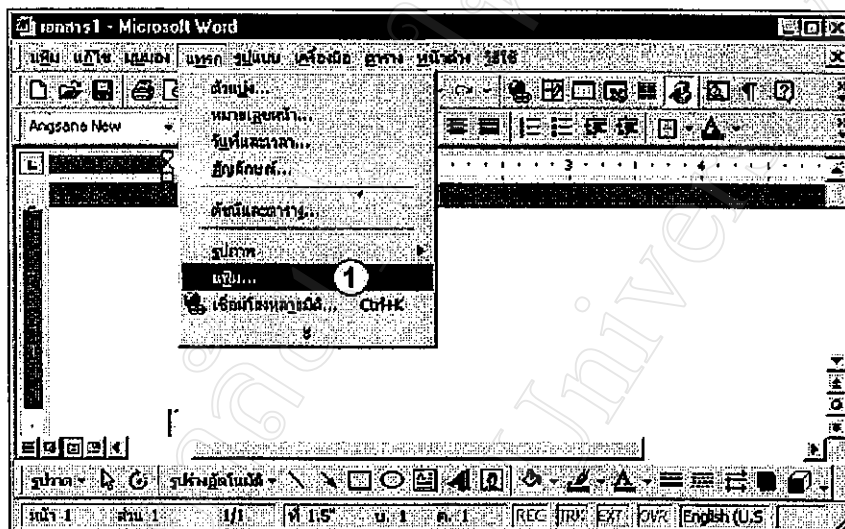 เอกสาร1 - Microsoft Word
แฟ้ม แก้ไข มุมมอง แทรก รูปแบบ เครื่องมือ ตาราง หน้าต่าง วิธีใช้
ตัวแบ่ง...
Angsana New
หมายเลขหน้า...
วันที่และเวลา...
สัญลักษณ์...
3 4
ดัชนีและตาราง...
รูปภาพ
แฟ้ม... 1
เชื่อมโยงหลายมิติ... Ctrl+K
รูปวาด รูปร่างอัตโนมัติ
หน้า 1 ส่วน 1 1/1 ที่ 1.5" บ. 1 ค. 1 REC TRK EXT OVR English (U.S